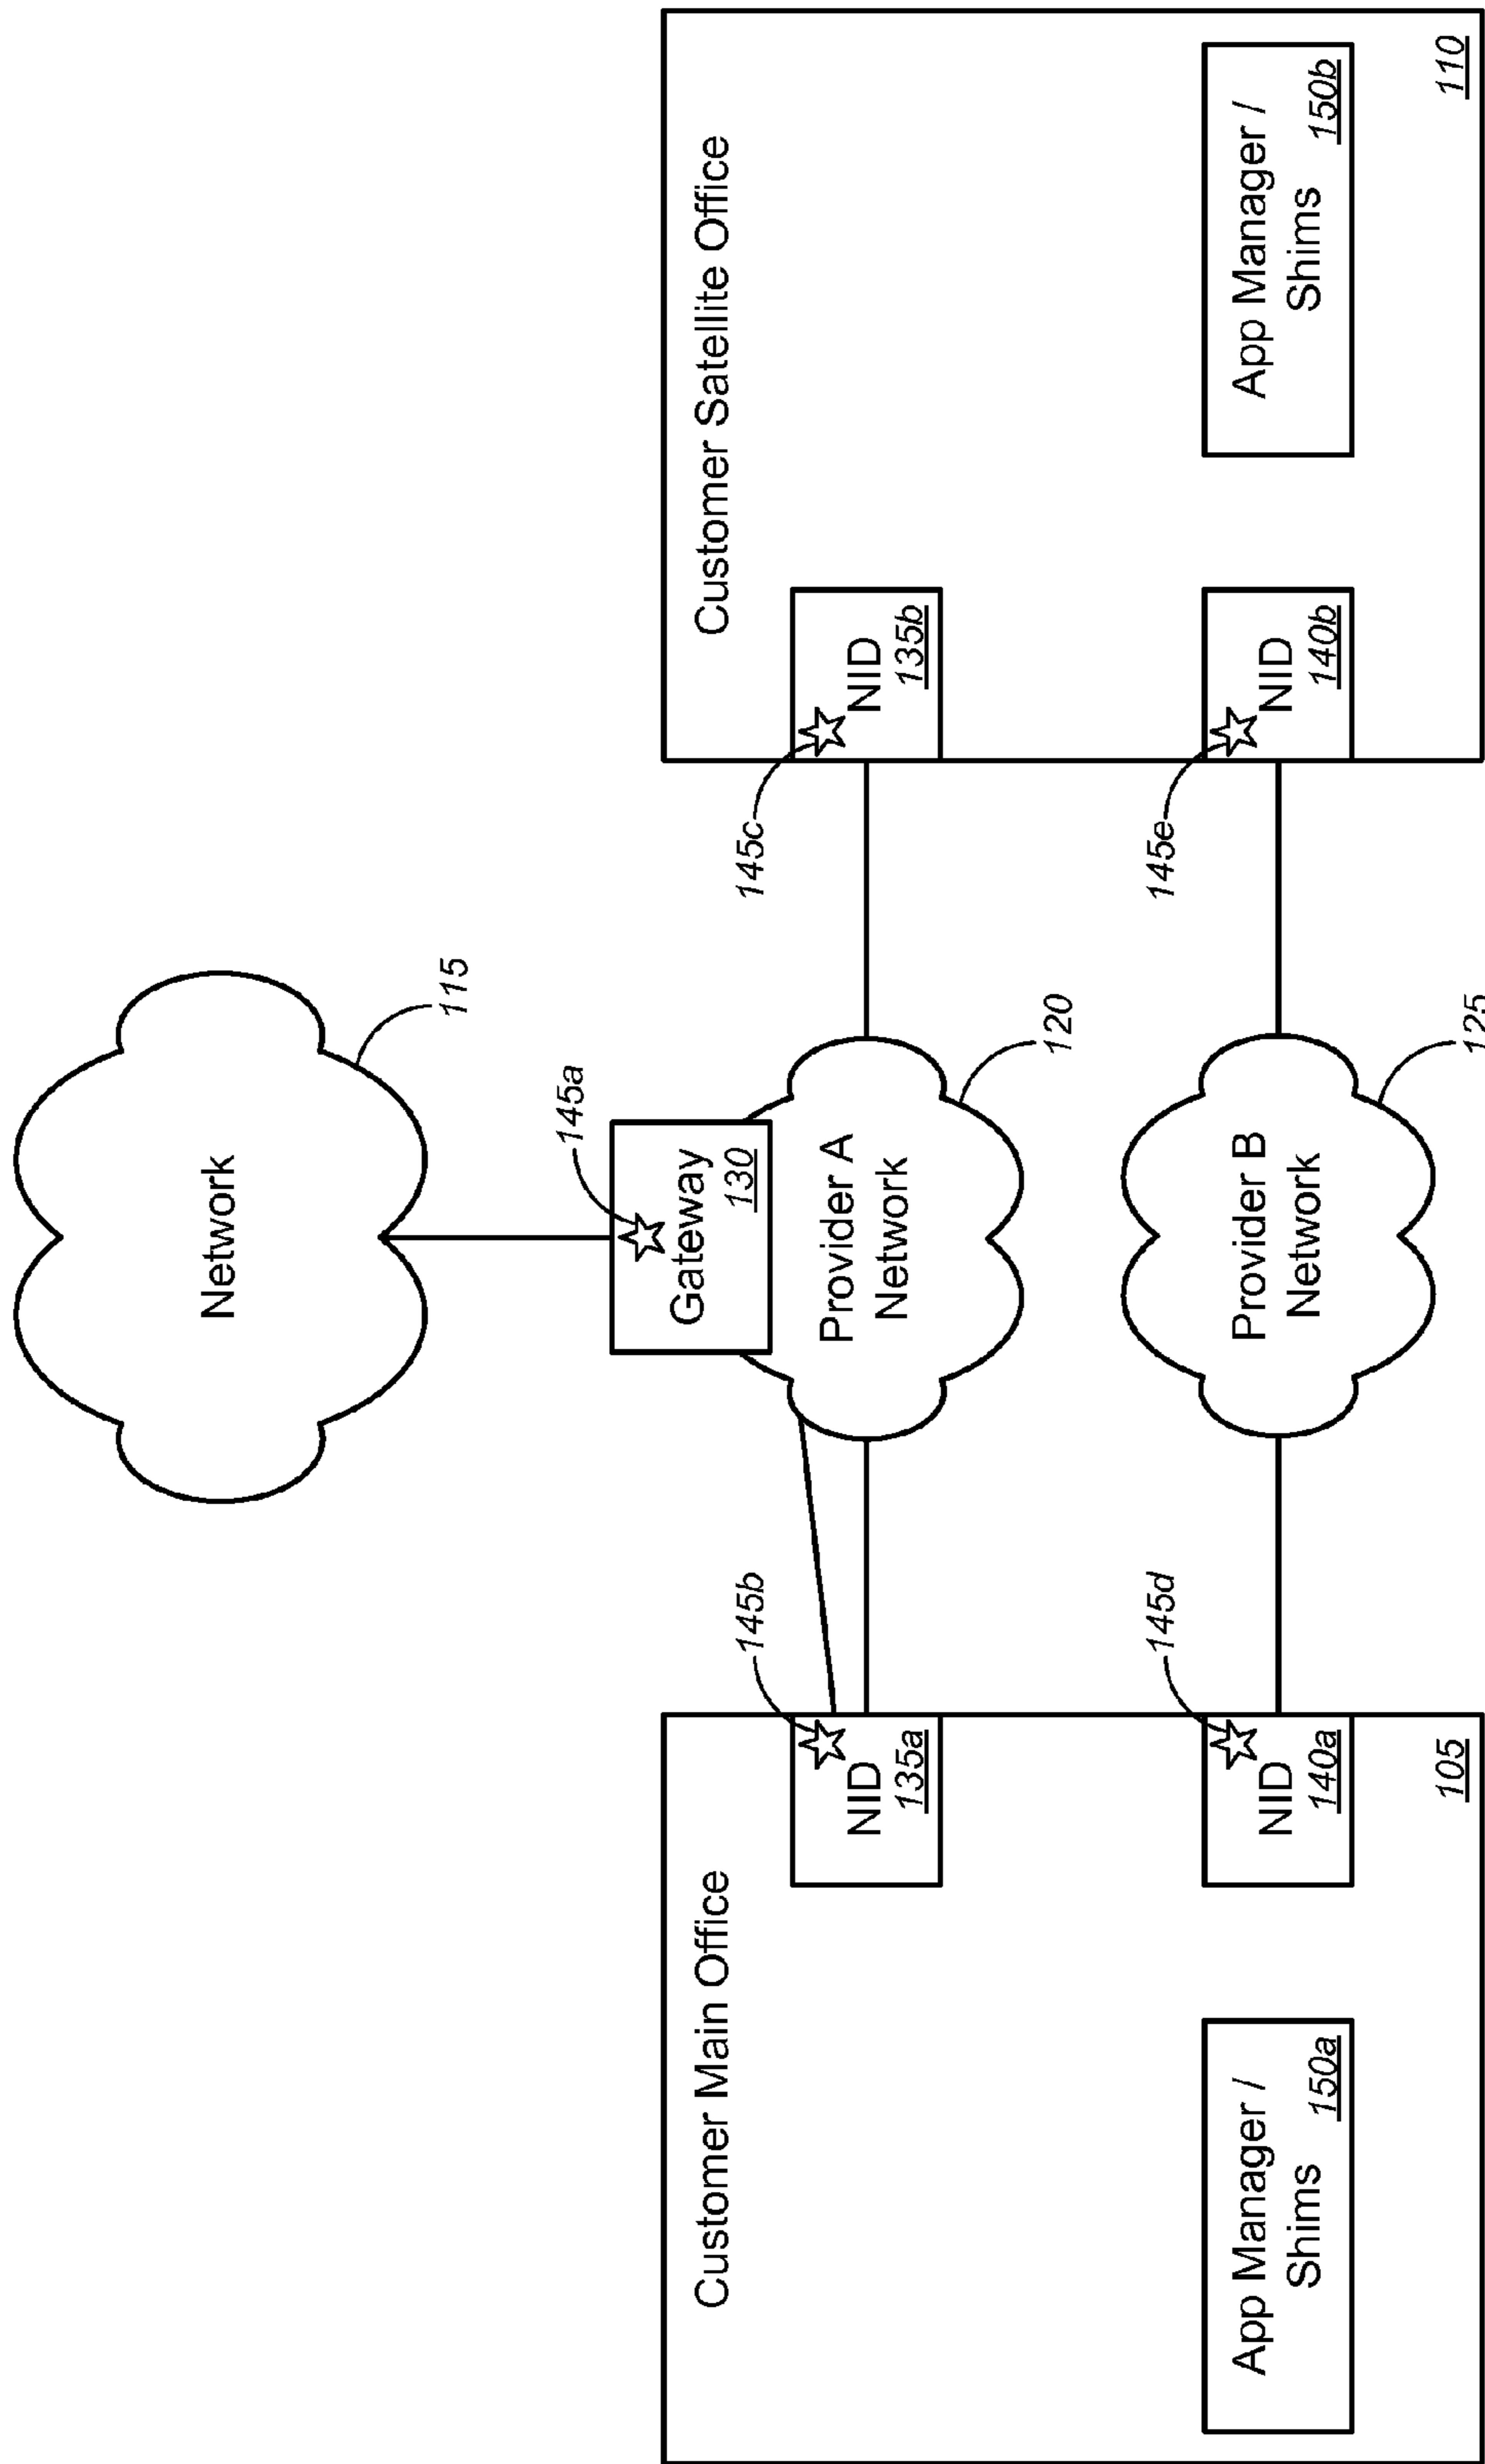 Network
115
145a
Gateway
130
Customer Main Office
145b
NID
135a
Provider A
Network
120
145c
NID
135b
Customer Satellite Office
App Manager /
Shims
150a
145d
NID
140a
105
Provider B
Network
125
145e
NID
140b
App Manager /
Shims
150b
110